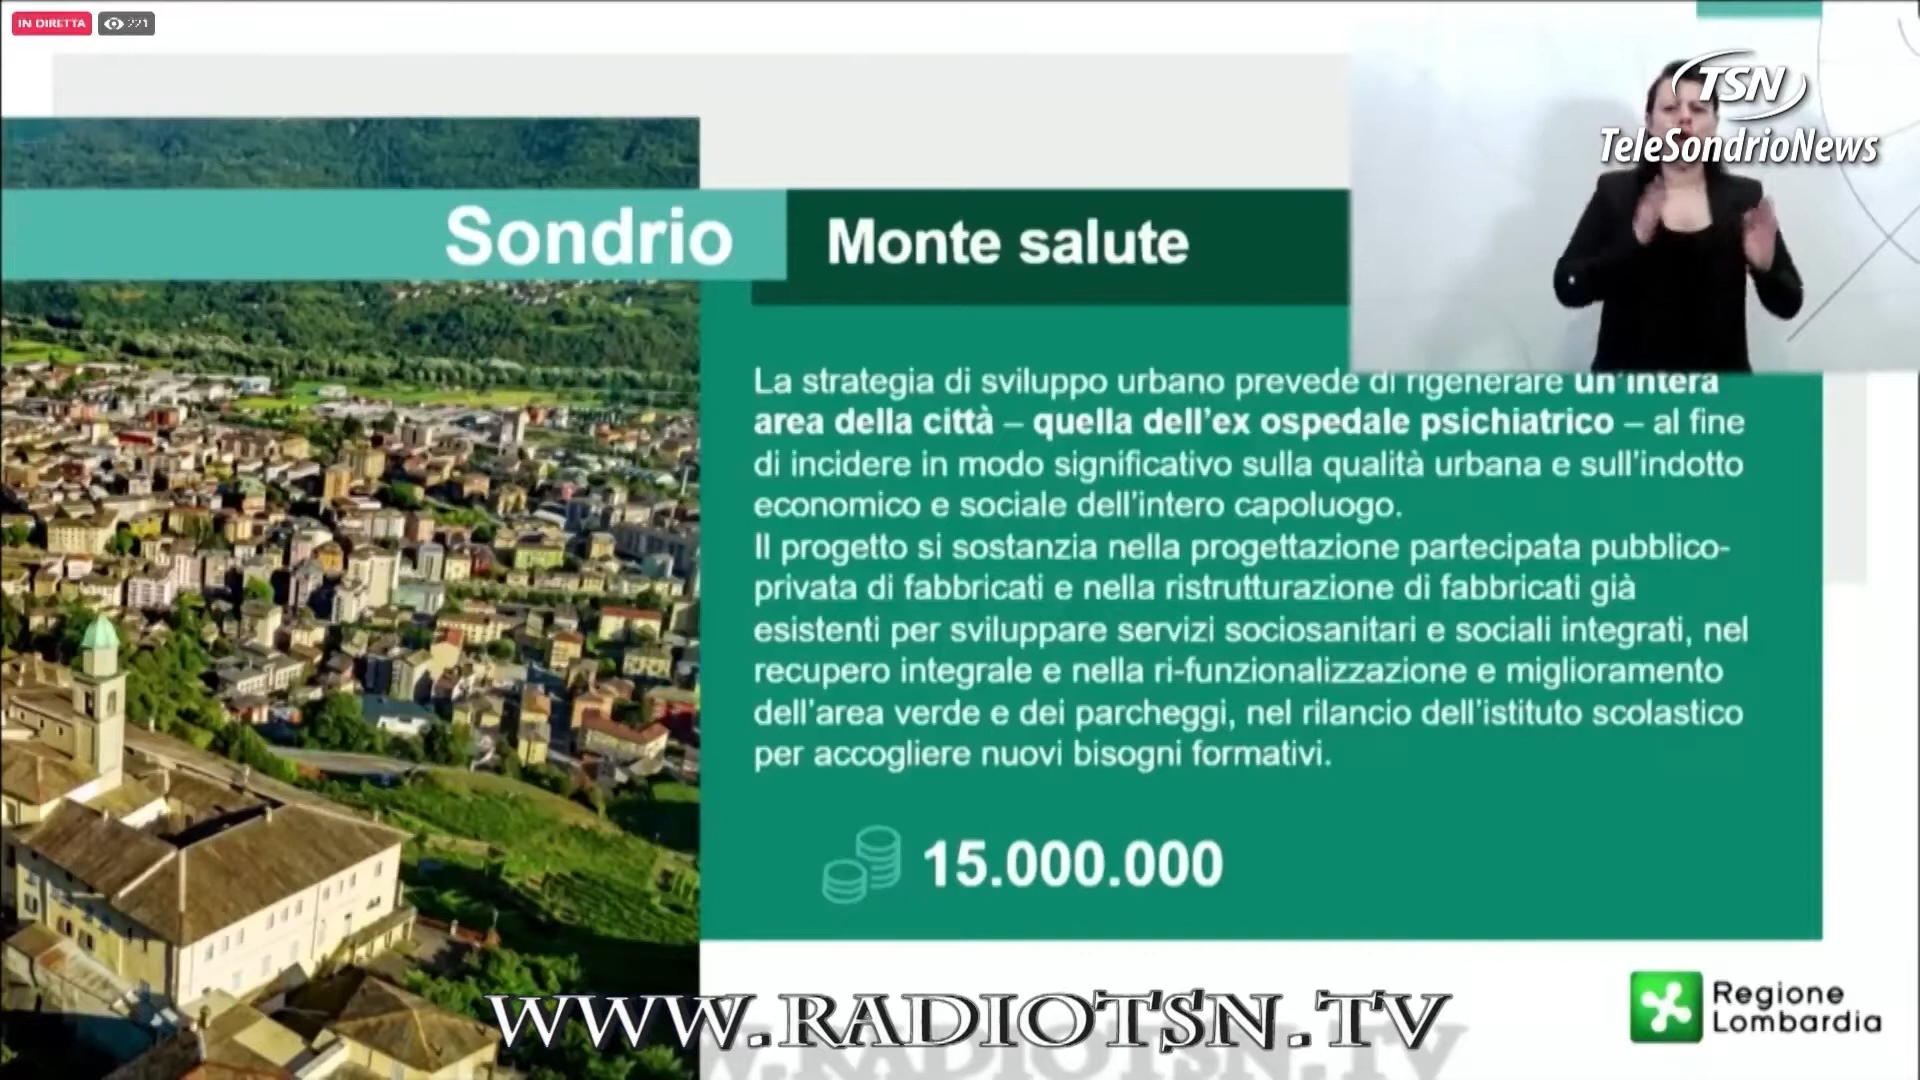 IN DIRETTA 221
TSN
TeleSondrioNews
Sondrio
Monte salute
La strategia di sviluppo urbano prevede di rigenerare un'intera
area della città – quella dell'ex ospedale psichiatrico – al fine
di incidere in modo significativo sulla qualità urbana e sull'indotto
economico e sociale dell'intero capoluogo.
Il progetto si sostanzia nella progettazione partecipata pubblico-
privata di fabbricati e nella ristrutturazione di fabbricati già
esistenti per sviluppare servizi sociosanitari e sociali integrati, nel
recupero integrale e nella ri-funzionalizzazione e miglioramento
dell'area verde e dei parcheggi, nel rilancio dell'istituto scolastico
per accogliere nuovi bisogni formativi.
15.000.000
WWW.RADIOTSN.TV
Regione
Lombardia